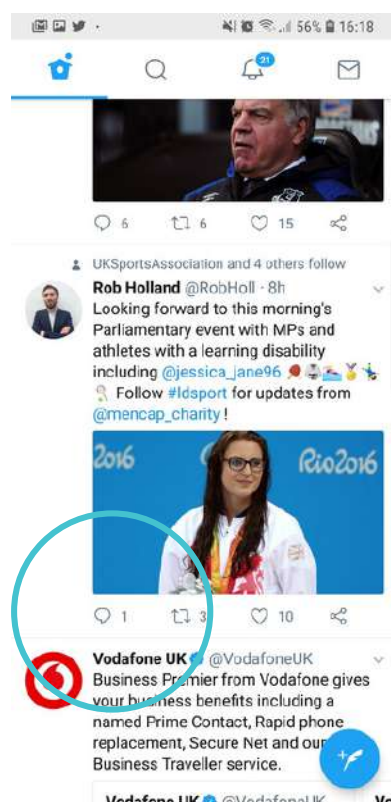 56% 16:18
21
6 6 15
UKSportsAssociation and 4 others follow
Rob Holland @RobHoll · 8h
Looking forward to this morning's
Parliamentary event with MPs and
athletes with a learning disability
including @jessica_jane96
Follow #ldsport for updates from
@mencap_charity!
2016 Rio2016
1 3 10
Vodafone UK @VodafoneUK
Business Premier from Vodafone gives
your business benefits including a
named Prime Contact, Rapid phone
replacement, Secure Net and our
Business Traveller service.
Vodafone UK @VodafoneUK Vo